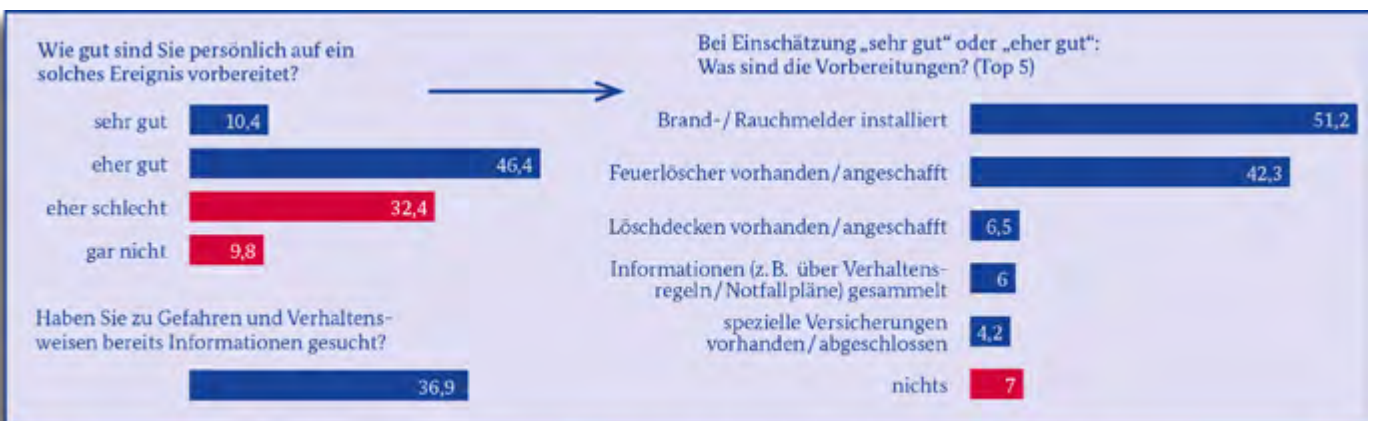 Wie gut sind Sie persönlich auf ein
solches Ereignis vorbereitet?
sehr gut 10,4
eher gut 46,4
eher schlecht 32,4
gar nicht 9,8
Haben Sie zu Gefahren und Verhaltens-
weisen bereits Informationen gesucht?
36,9
Bei Einschätzung „sehr gut“ oder „eher gut“:
Was sind die Vorbereitungen? (Top 5)
Brand-/Rauchmelder installiert 51,2
Feuerlöscher vorhanden/angeschafft 42,3
Löschdecken vorhanden/angeschafft 6,5
Informationen (z.B. über Verhaltens-
regeln/Notfallpläne) gesammelt 6
spezielle Versicherungen
vorhanden/abgeschlossen 4,2
nichts 7